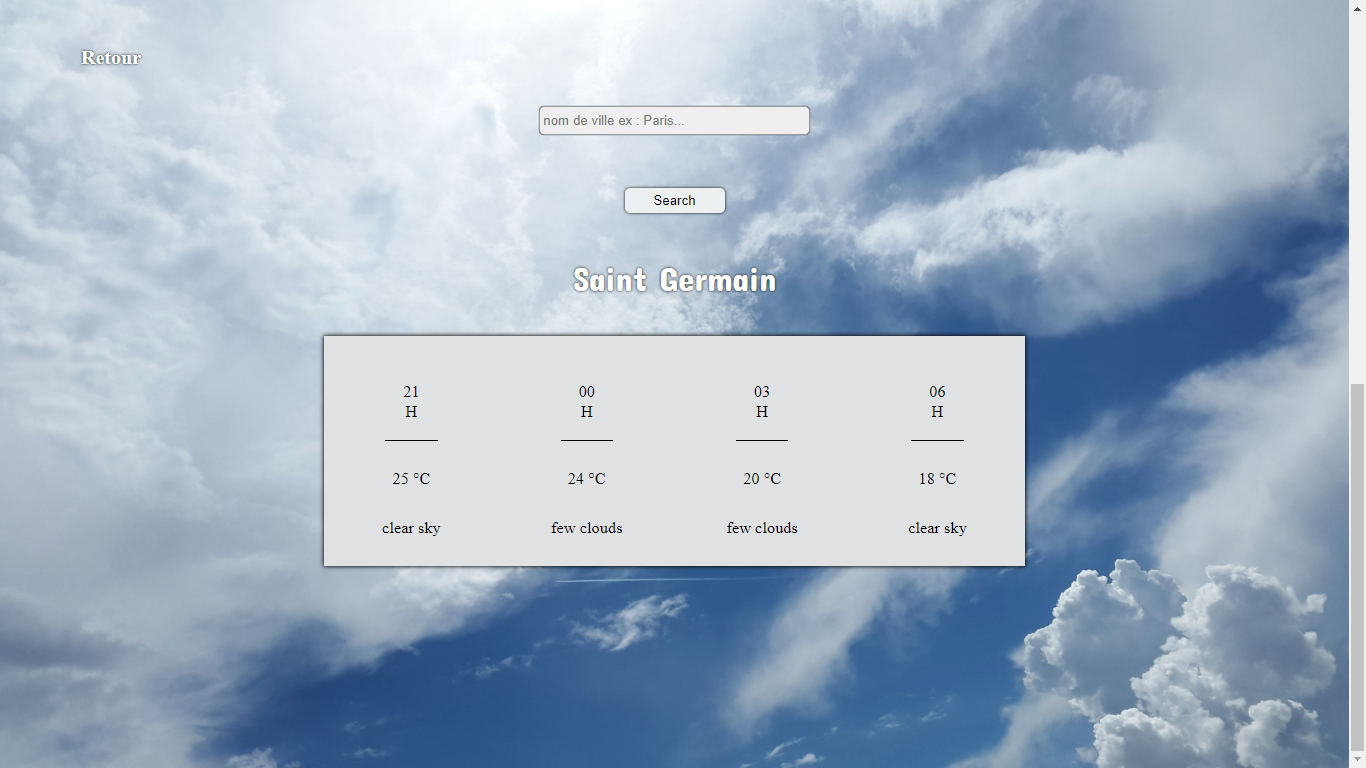 Retour
nom de ville ex : Paris...
Search
Saint Germain
21 00 03 06
H H H H
25 °C 24 °C 20 °C 18 °C
clear sky few clouds few clouds clear sky